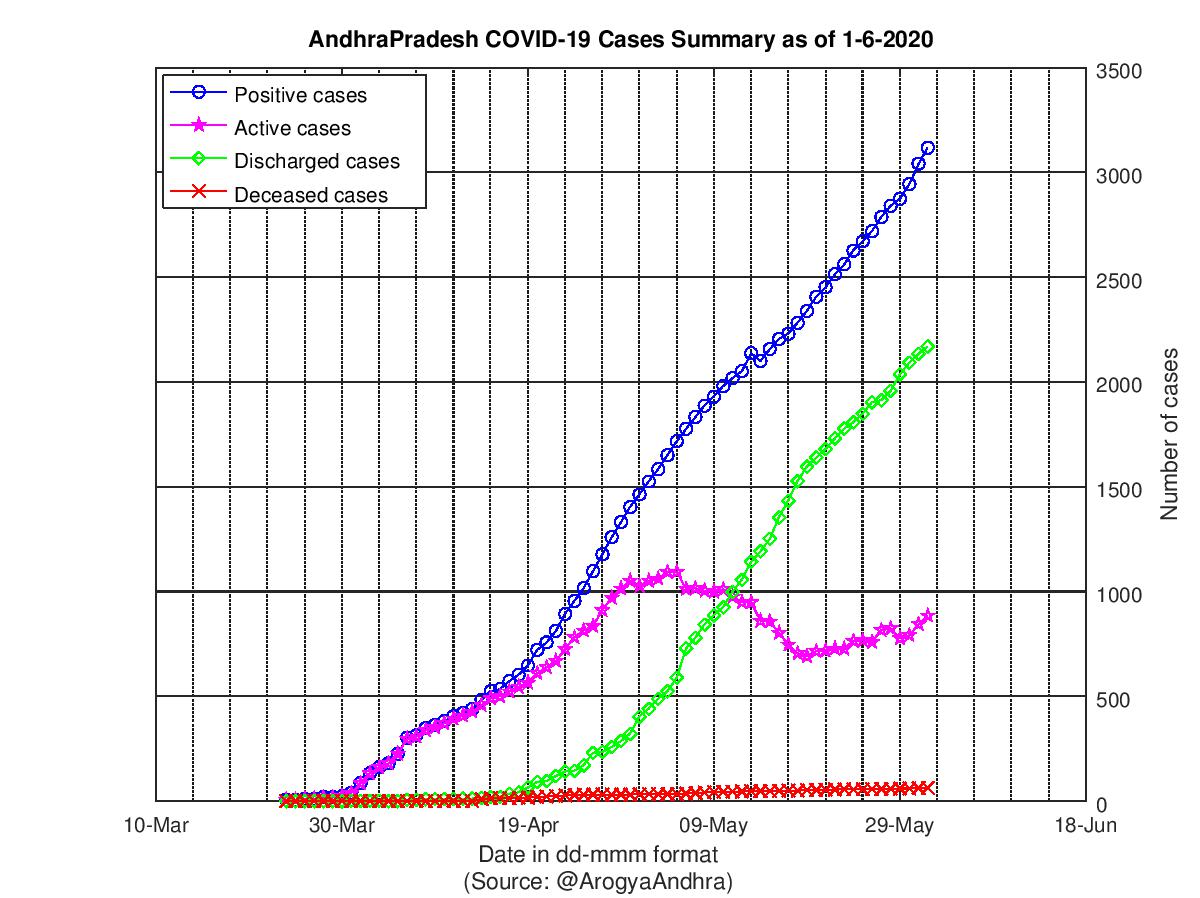 AndhraPradesh COVID-19 Cases Summary as of 1-6-2020
Positive cases
Active cases
Discharged cases
Deceased cases
3500
3000
2500
2000
1500
1000
500
0
Number of cases
10-Mar
30-Mar
19-Apr
09-May
29-May
18-Jun
Date in dd-mmm format
(Source: @ArogyaAndhra)